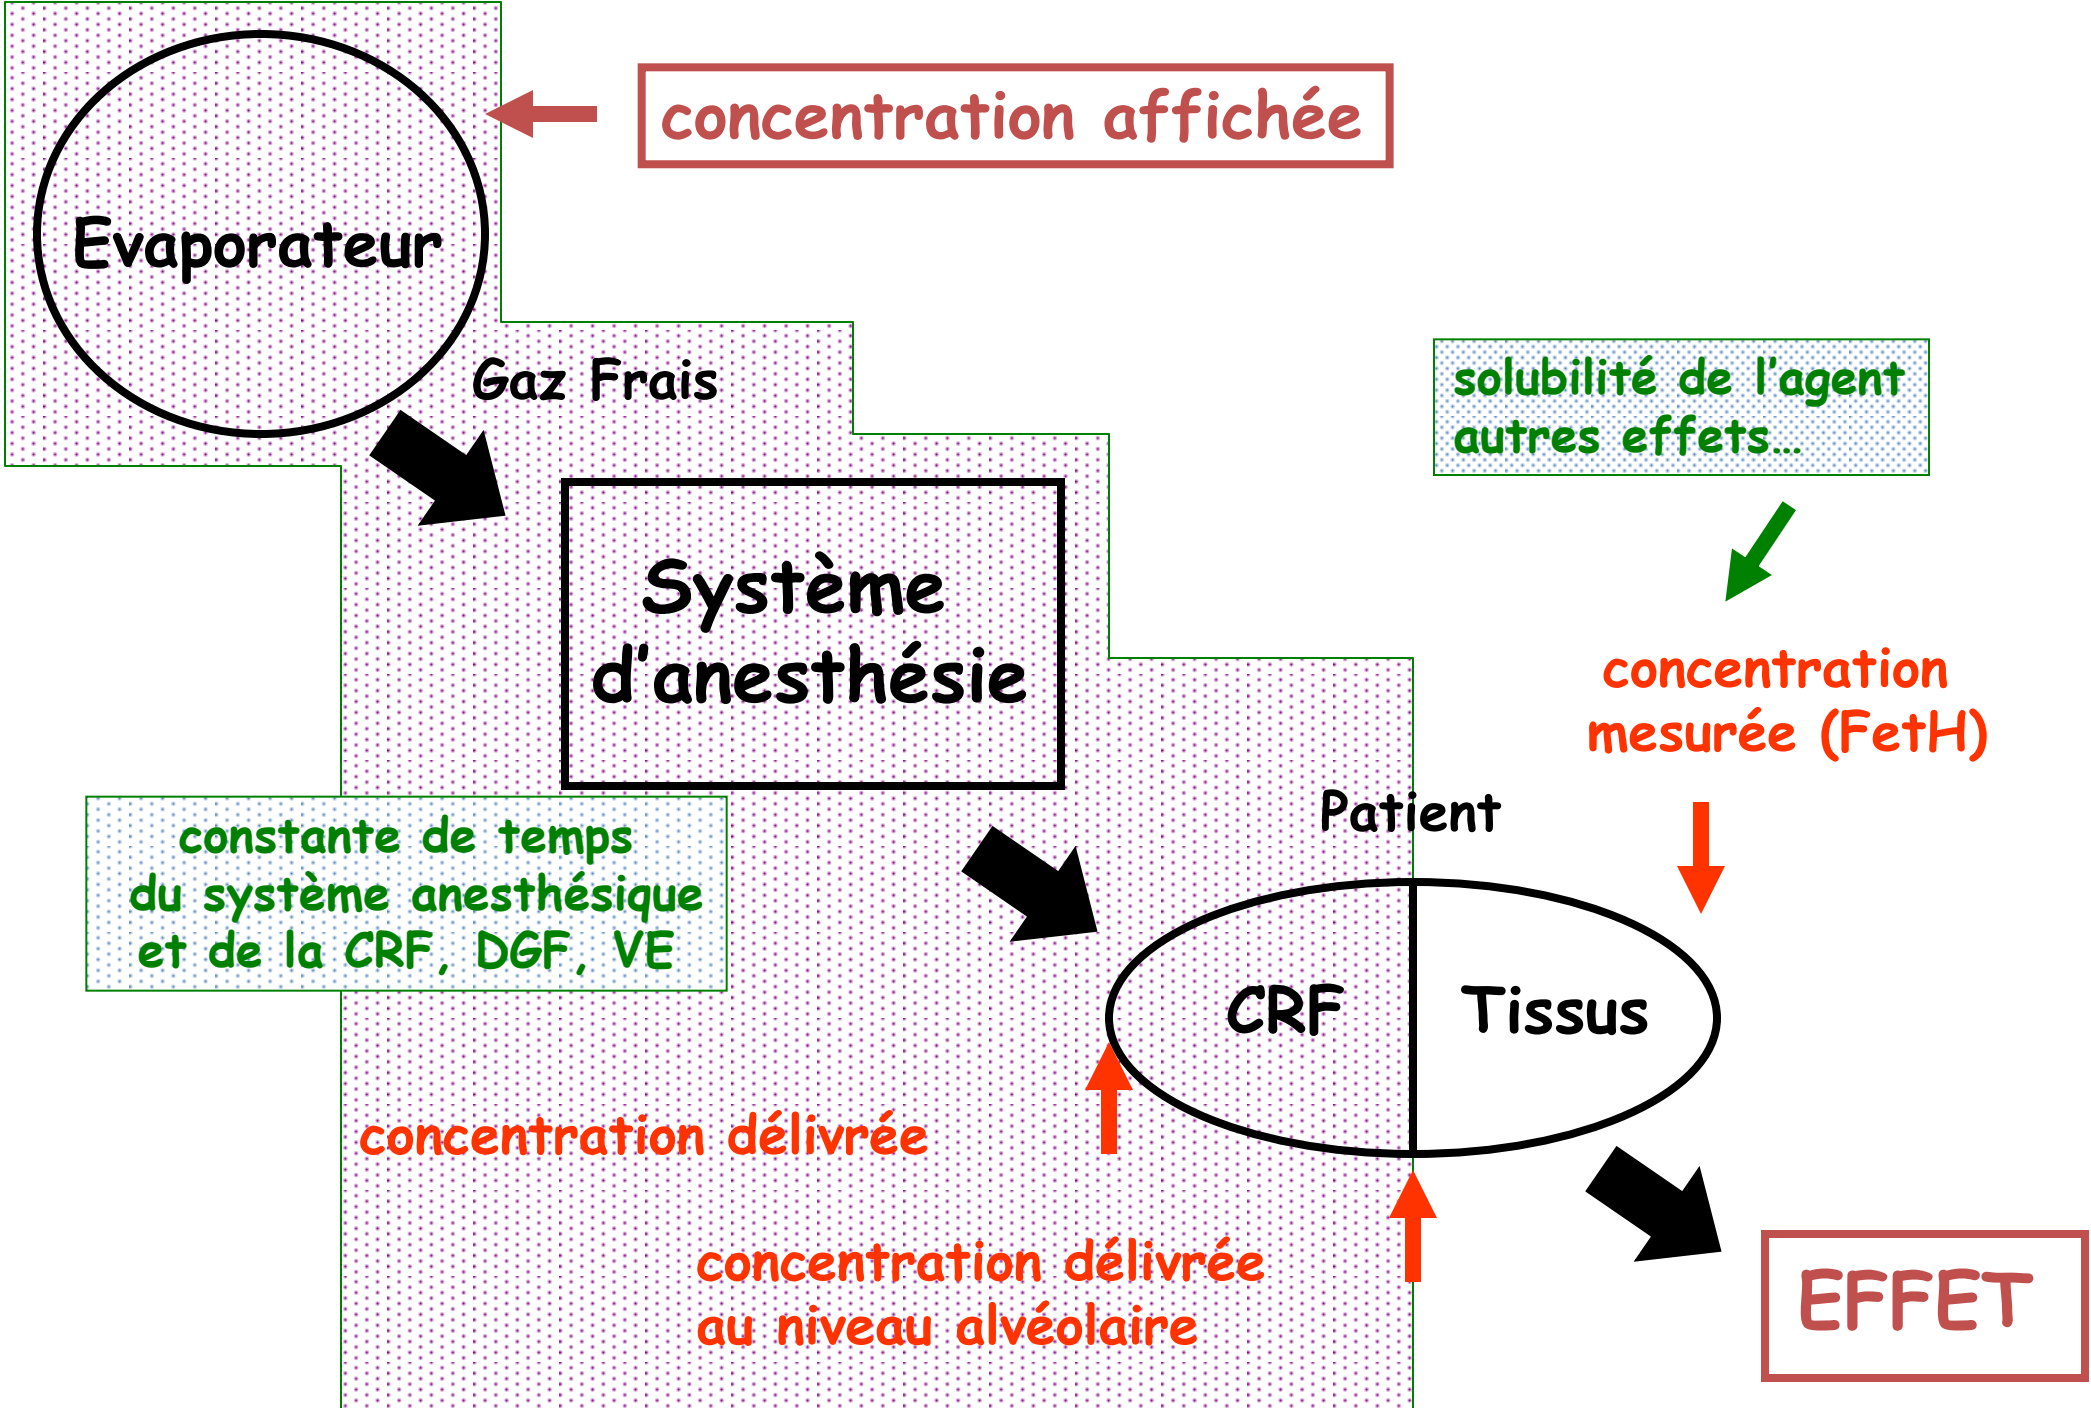 concentration affichée
Evaporateur
Gaz Frais
solubilité de l'agent
autres effets...
Système
d'anesthésie
concentration
mesurée (FetH)
Patient
constante de temps
du système anesthésique
et de la CRF, DGF, VE
CRF
Tissus
concentration délivrée
concentration délivrée
au niveau alvéolaire
EFFET